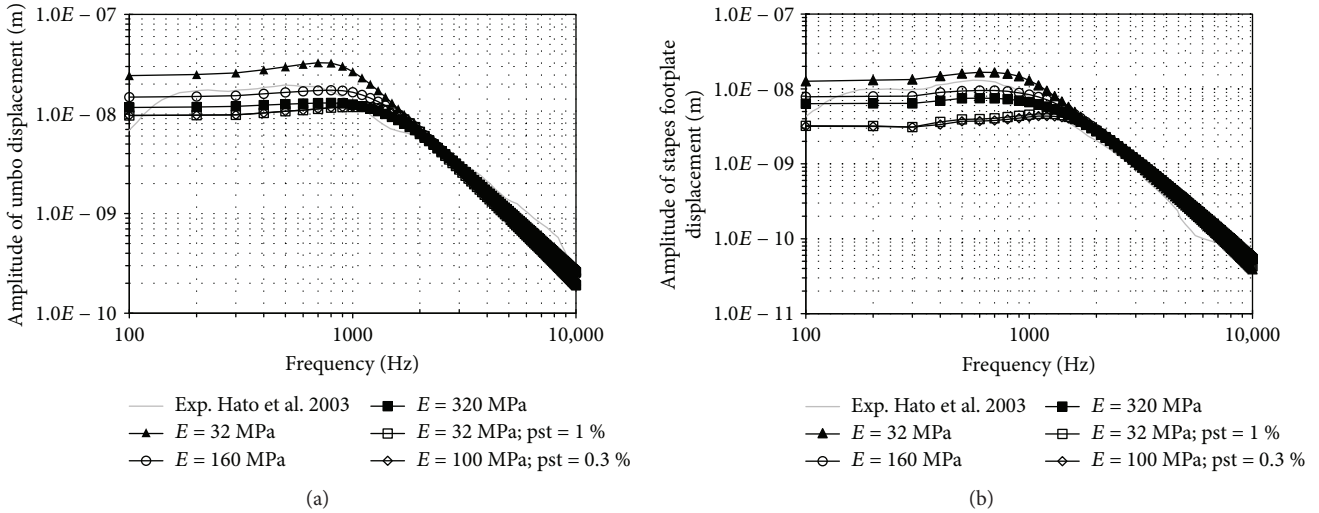 Amplitude of umbo displacement (m)
1.0E – 07
1.0E – 08
1.0E – 09
1.0E – 10
100
1000
10,000
Frequency (Hz)
Exp. Hato et al. 2003
E = 32 MPa
E = 160 MPa
E = 320 MPa
E = 32 MPa; pst = 1 %
E = 100 MPa; pst = 0.3 %
(a)
Amplitude of stapes footplate
displacement (m)
1.0E – 07
1.0E – 08
1.0E – 09
1.0E – 10
1.0E – 11
100
1000
10,000
Frequency (Hz)
Exp. Hato et al. 2003
E = 32 MPa
E = 160 MPa
E = 320 MPa
E = 32 MPa; pst = 1 %
E = 100 MPa; pst = 0.3 %
(b)